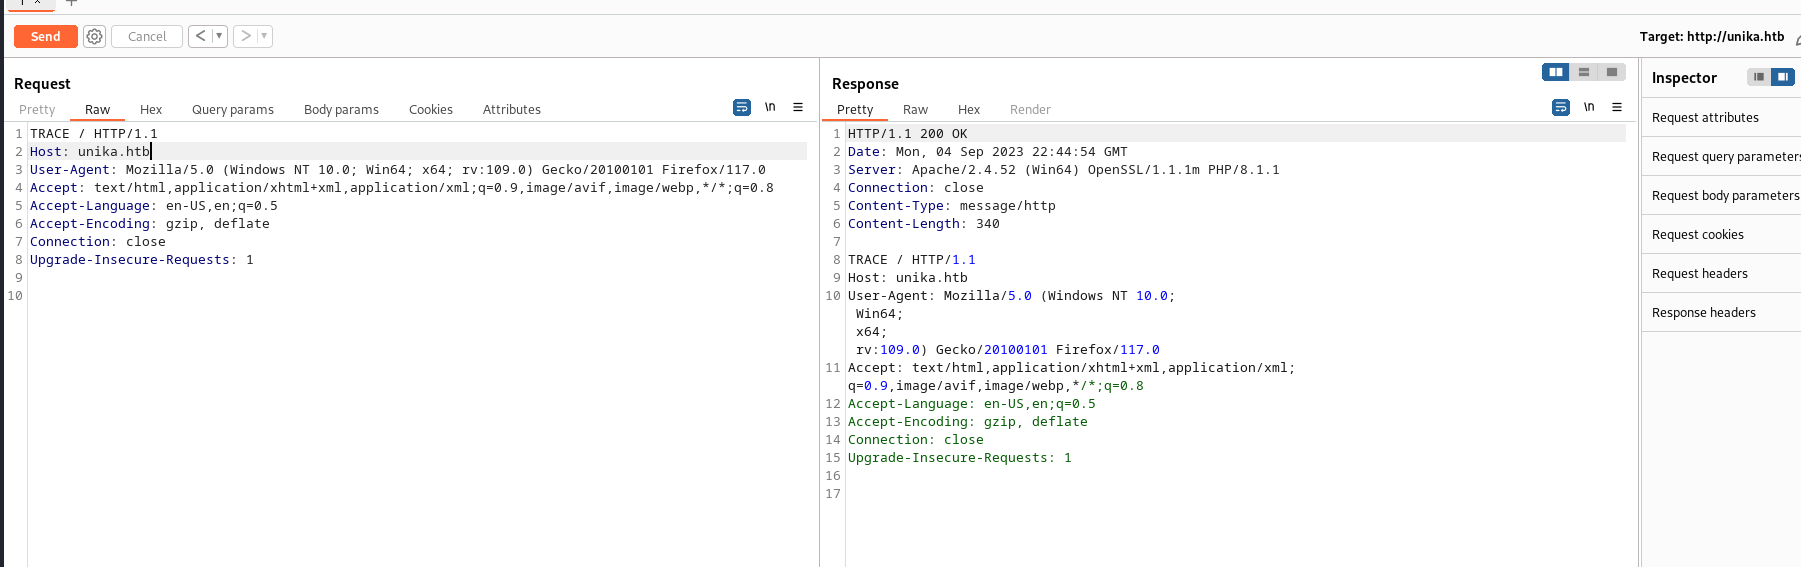 Send Cancel < > Target: http://unika.htb
Request
Pretty Raw Hex Query params Body params Cookies Attributes \n
1 TRACE / HTTP/1.1
2 Host: unika.htb
3 User-Agent: Mozilla/5.0 (Windows NT 10.0; Win64; x64; rv:109.0) Gecko/20100101 Firefox/117.0
4 Accept: text/html,application/xhtml+xml,application/xml;q=0.9,image/avif,image/webp,*/*;q=0.8
5 Accept-Language: en-US,en;q=0.5
6 Accept-Encoding: gzip, deflate
7 Connection: close
8 Upgrade-Insecure-Requests: 1
9
10
Response
Pretty Raw Hex Render \n
1 HTTP/1.1 200 OK
2 Date: Mon, 04 Sep 2023 22:44:54 GMT
3 Server: Apache/2.4.52 (Win64) OpenSSL/1.1.1m PHP/8.1.1
4 Connection: close
5 Content-Type: message/http
6 Content-Length: 340
7
8 TRACE / HTTP/1.1
9 Host: unika.htb
10 User-Agent: Mozilla/5.0 (Windows NT 10.0;
Win64;
x64;
rv:109.0) Gecko/20100101 Firefox/117.0
11 Accept: text/html,application/xhtml+xml,application/xml;
q=0.9,image/avif,image/webp,*/*;q=0.8
12 Accept-Language: en-US,en;q=0.5
13 Accept-Encoding: gzip, deflate
14 Connection: close
15 Upgrade-Insecure-Requests: 1
16
17
Inspector
Request attributes
Request query parameters
Request body parameters
Request cookies
Request headers
Response headers